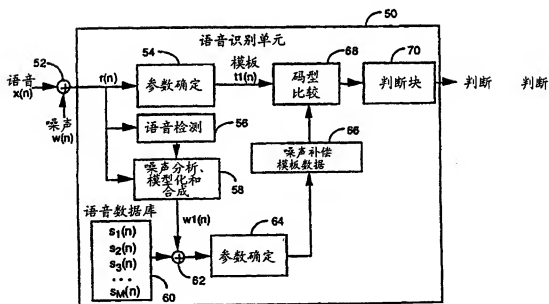 50
语音识别单元
52
54
模板
68
70
语音
x(n)
r(n)
参数确定
t1(n)
码型
比较
判断块
判断
判断
噪声
w(n)
语音检测
56
66
噪声补偿
模板数据
噪声分析、
模型化和
合成
58
语音数据库
w1(n)
64
s1(n)
s2(n)
s3(n)
...
sM(n)
60
62
参数确定